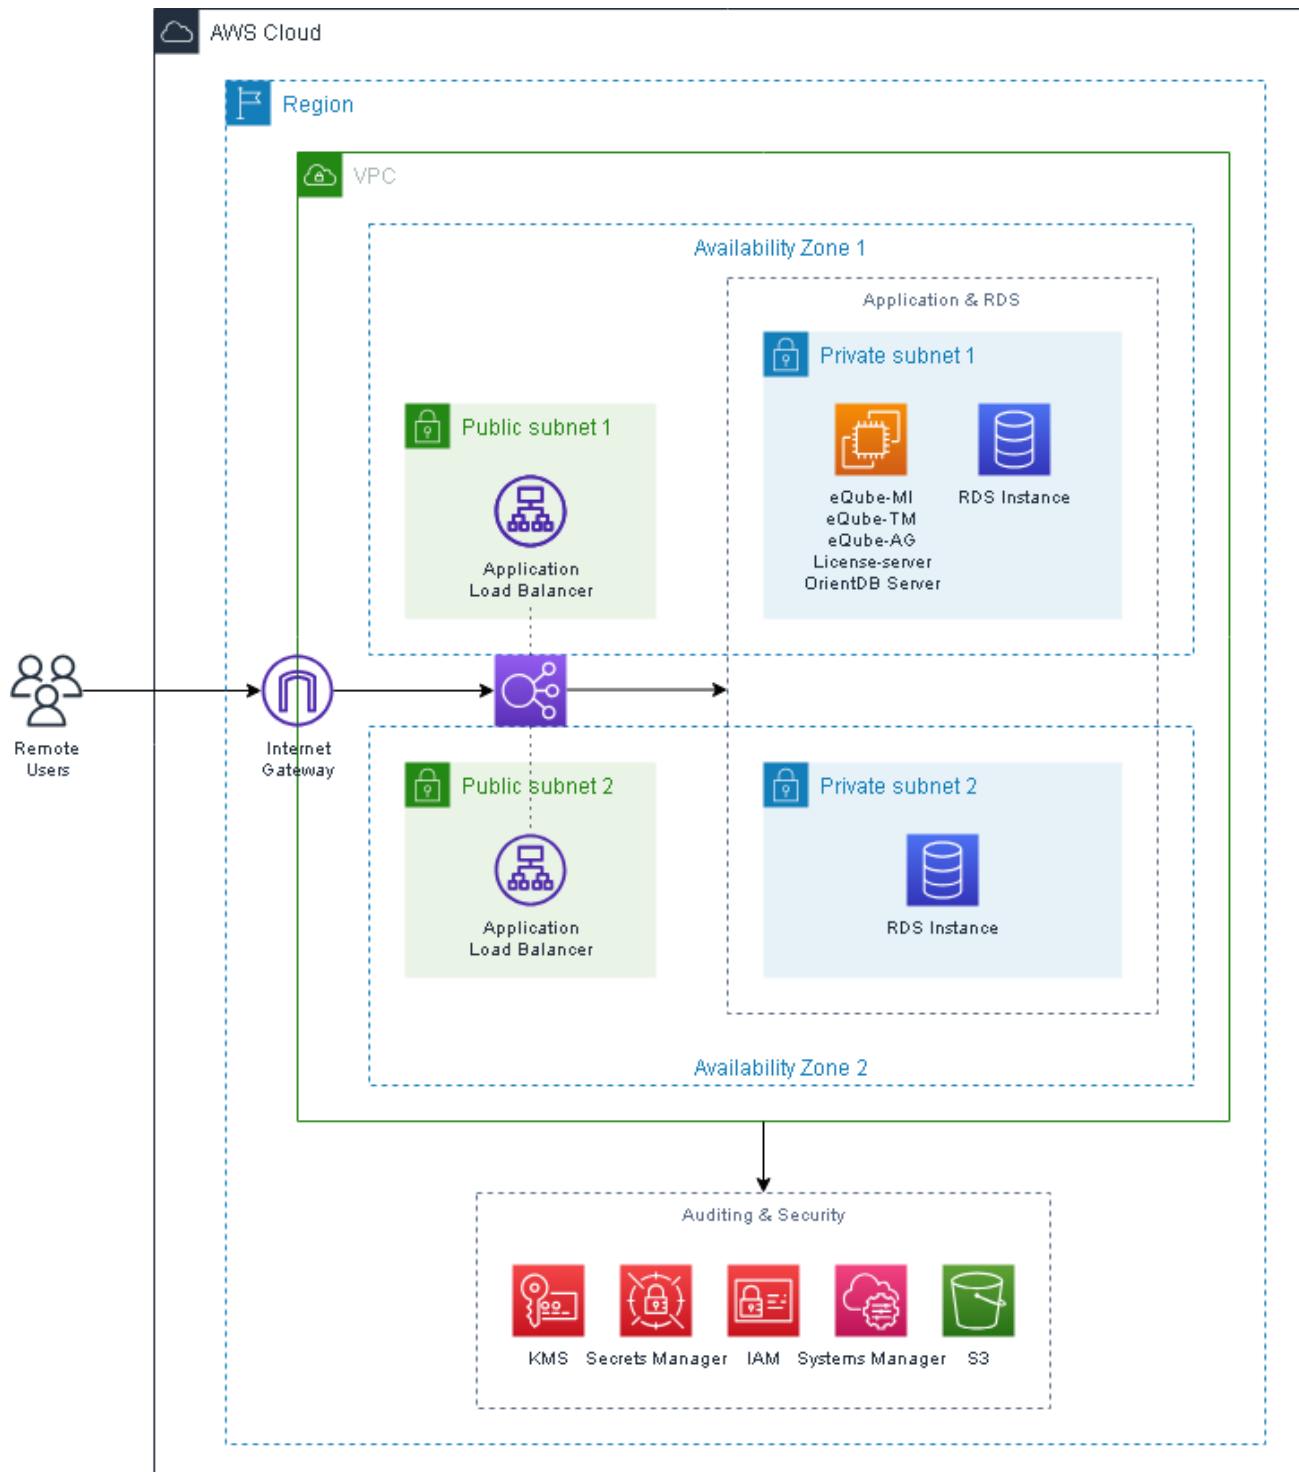 AWS Cloud
Region
VPC
Availability Zone 1
Application & RDS
Private subnet 1
Public subnet 1
eQube-MI
eQube-TM
eQube-AG
License-server
OrientDB Server
RDS Instance
Application
Load Balancer
Remote
Users
Internet
Gateway
Public subnet 2
Private subnet 2
Application
Load Balancer
RDS Instance
Availability Zone 2
Auditing & Security
KMS
Secrets Manager
IAM
Systems Manager
S3